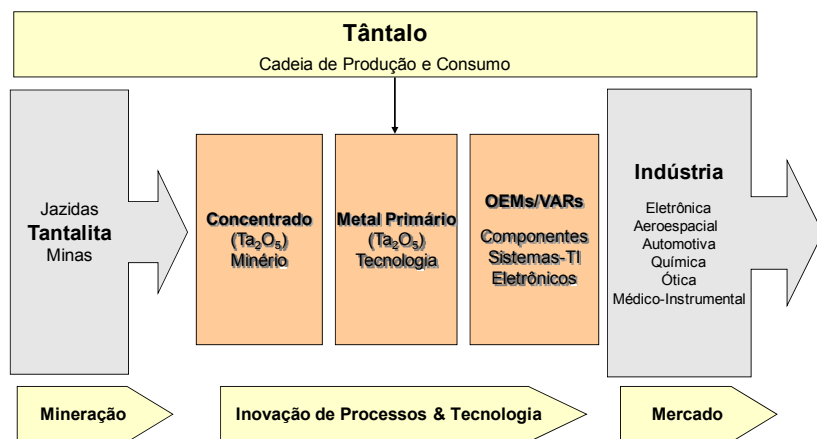 Tântalo
Cadeia de Produção e Consumo
Jazidas
Tantalita
Minas
Concentrado
(Ta₂O₅)
Minério
Metal Primário
(Ta₂O₅)
Tecnologia
OEMs/VARs
Componentes
Sistemas-TI
Eletrônicos
Indústria
Eletrônica
Aeroespacial
Automotiva
Química
Ótica
Médico-Instrumental
Mineração
Inovação de Processos & Tecnologia
Mercado